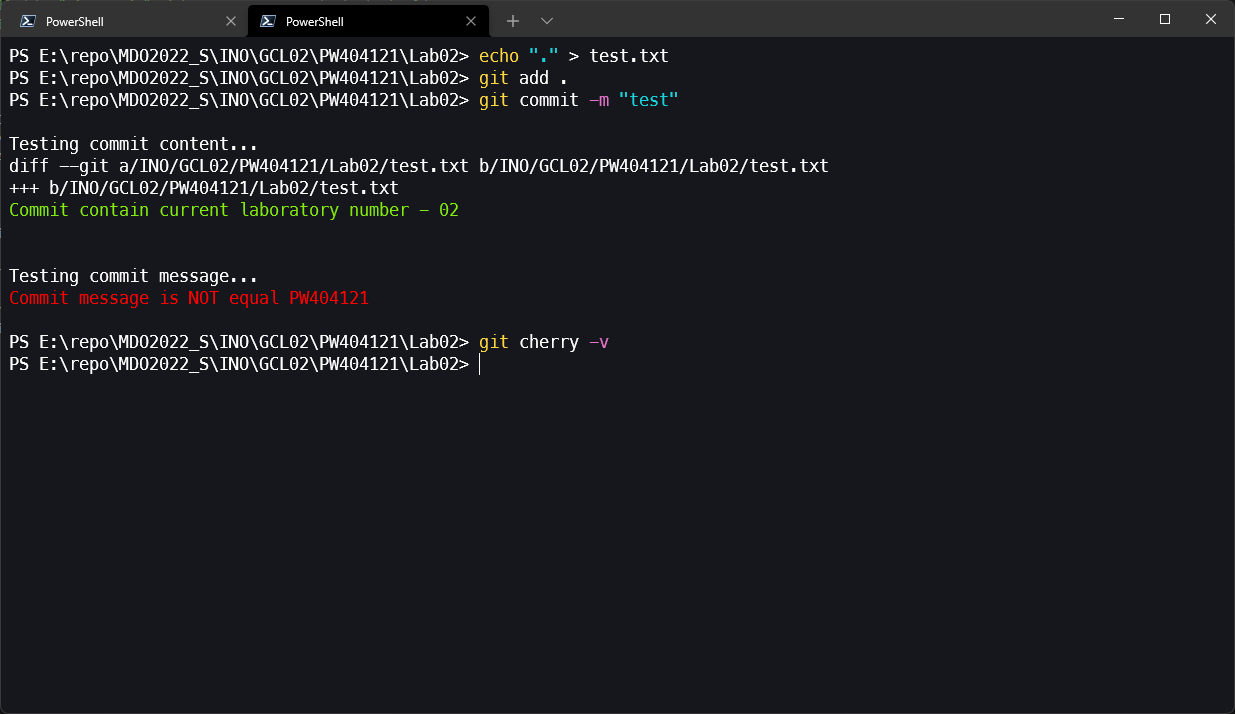 PowerShell
PowerShell
PS E:\repo\MDO2022_S\INO\GCL02\PW404121\Lab02> echo "." > test.txt
PS E:\repo\MDO2022_S\INO\GCL02\PW404121\Lab02> git add .
PS E:\repo\MDO2022_S\INO\GCL02\PW404121\Lab02> git commit -m "test"
Testing commit content...
diff --git a/INO/GCL02/PW404121/Lab02/test.txt b/INO/GCL02/PW404121/Lab02/test.txt
+++ b/INO/GCL02/PW404121/Lab02/test.txt
Commit contain current laboratory number - 02
Testing commit message...
Commit message is NOT equal PW404121
PS E:\repo\MDO2022_S\INO\GCL02\PW404121\Lab02> git cherry -v
PS E:\repo\MDO2022_S\INO\GCL02\PW404121\Lab02>